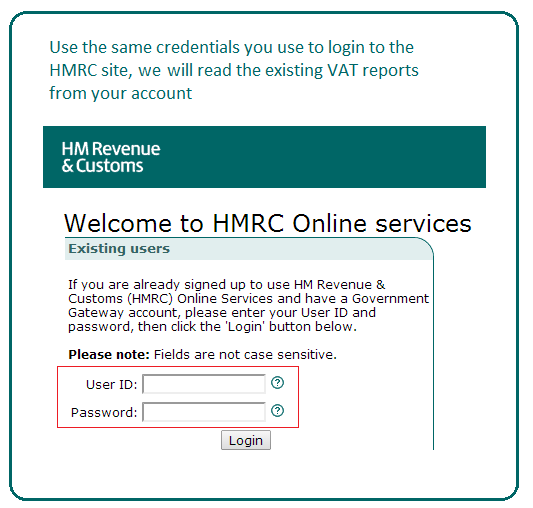 Use the same credentials you use to login to the
HMRC site, we will read the existing VAT reports
from your account
HM Revenue
& Customs
Welcome to HMRC Online services
Existing users
If you are already signed up to use HM Revenue &
Customs (HMRC) Online Services and have a Government
Gateway account, please enter your User ID and
password, then click the 'Login' button below.
Please note: Fields are not case sensitive.
User ID: ?
Password: ?
Login